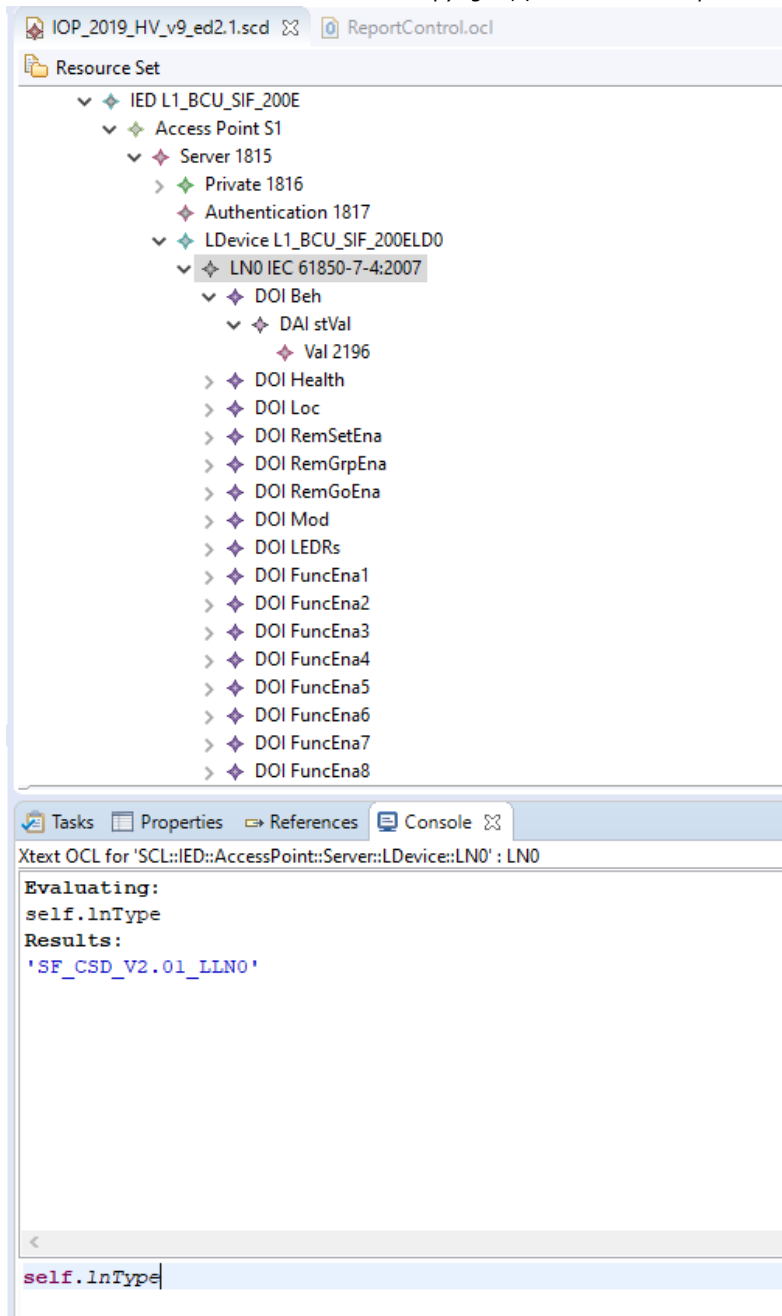 IOP_2019_HV_v9_ed2.1.scd ReportControl.ocl
Resource Set
IED L1_BCU_SIF_200E
Access Point S1
Server 1815
Private 1816
Authentication 1817
LDevice L1_BCU_SIF_200ELD0
LN0 IEC 61850-7-4:2007
DOI Beh
DAI stVal
Val 2196
DOI Health
DOI Loc
DOI RemSetEna
DOI RemGrpEna
DOI RemGoEna
DOI Mod
DOI LEDRs
DOI FuncEna1
DOI FuncEna2
DOI FuncEna3
DOI FuncEna4
DOI FuncEna5
DOI FuncEna6
DOI FuncEna7
DOI FuncEna8
Tasks Properties References Console
Xtext OCL for 'SCL::IED::AccessPoint::Server::LDevice::LN0' : LN0
Evaluating:
self.lnType
Results:
'SF_CSD_V2.01_LLN0'
self.lnType